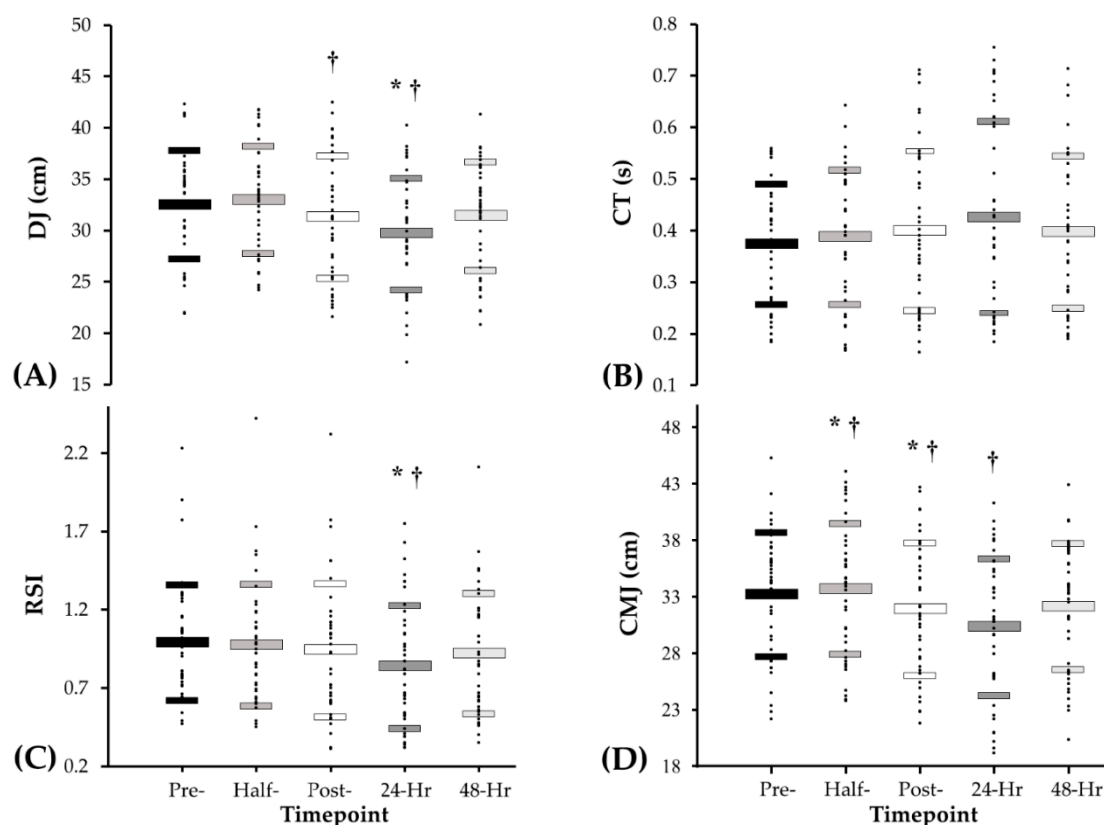 50
45
†
* †
40
35
30
25
20
15
DJ (cm)
(A)
0.8
0.7
0.6
0.5
0.4
0.3
0.2
0.1
CT (s)
(B)
2.2
1.7
1.2
0.7
0.2
RSI
* †
(C)
Pre- Half- Post- 24-Hr 48-Hr
Timepoint
48
43
38
33
28
23
18
CMJ (cm)
* † * † †
(D)
Pre- Half- Post- 24-Hr 48-Hr
Timepoint